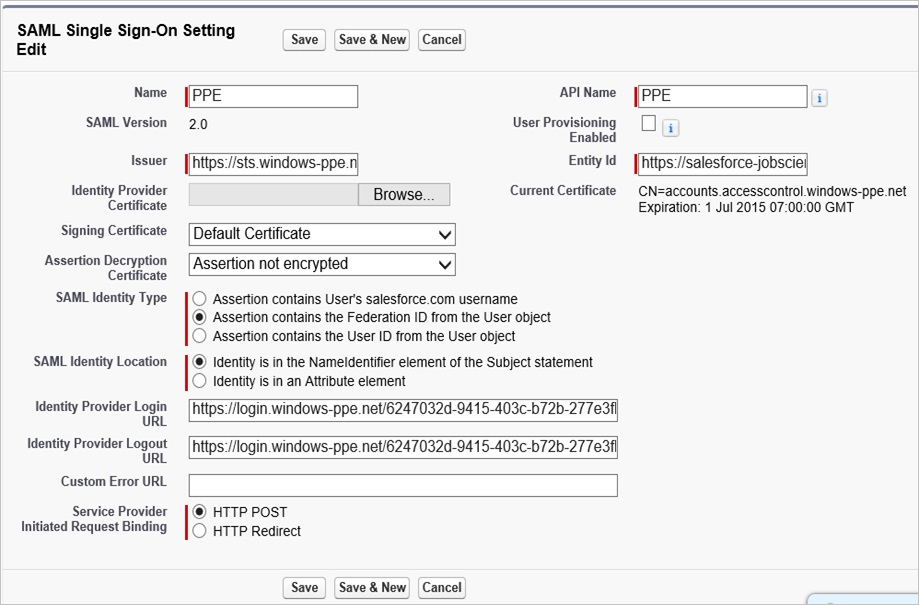 SAML Single Sign-On Setting
Edit
Save
Save & New
Cancel
Name
PPE
API Name
PPE
i
SAML Version
2.0
User Provisioning
Enabled
i
Issuer
https://sts.windows-ppe.n
Entity Id
https://salesforce-jobscien
Identity Provider
Certificate
Browse...
Current Certificate
CN=accounts.accesscontrol.windows-ppe.net
Expiration: 1 Jul 2015 07:00:00 GMT
Signing Certificate
Default Certificate
Assertion Decryption
Certificate
Assertion not encrypted
SAML Identity Type
Assertion contains User's salesforce.com username
Assertion contains the Federation ID from the User object
Assertion contains the User ID from the User object
SAML Identity Location
Identity is in the NameIdentifier element of the Subject statement
Identity is in an Attribute element
Identity Provider Login
URL
https://login.windows-ppe.net/6247032d-9415-403c-b72b-277e3fl
Identity Provider Logout
URL
https://login.windows-ppe.net/6247032d-9415-403c-b72b-277e3fl
Custom Error URL
Service Provider
Initiated Request Binding
HTTP POST
HTTP Redirect
Save
Save & New
Cancel